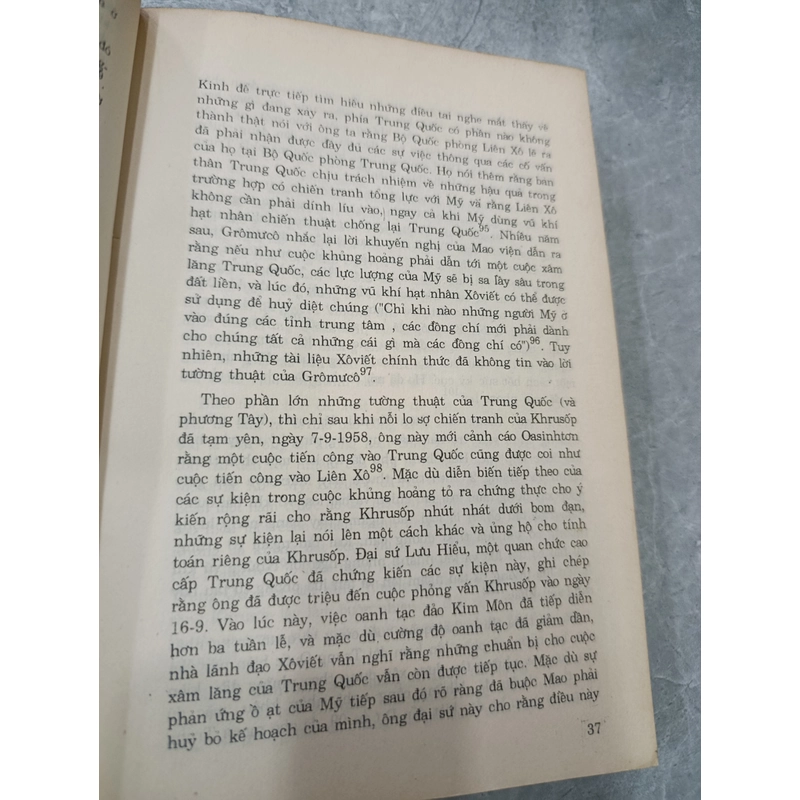 Kinh để trực tiếp tìm hiểu những điều tai nghe mắt thấy về
những gì đang xảy ra, phía Trung Quốc có phần nào không
thành thật nói với ông ta rằng Bộ Quốc phòng Liên Xô lẽ ra
đã phải nhận được đầy đủ các sự việc thông qua các cố vấn
của họ tại Bộ Quốc phòng Trung Quốc. Họ nói thêm rằng bản
thân Trung Quốc chịu trách nhiệm về những hậu quả trong
trường hợp có chiến tranh tổng lực với Mỹ và rằng Liên Xô
không cần phải dính líu vào, ngay cả khi Mỹ dùng vũ khí
hạt nhân chiến thuật chống lại Trung Quốc95. Nhiều năm
sau, Grômưcô nhắc lại lời khuyến nghị của Mao viện dẫn ra
rằng nếu như cuộc khủng hoảng phải dẫn tới một cuộc xâm
lăng Trung Quốc, các lực lượng của Mỹ sẽ bị sa lầy sâu trong
đất liền, và lúc đó, những vũ khí hạt nhân Xôviết có thể được
sử dụng để huỷ diệt chúng ("Chỉ khi nào những người Mỹ ở
vào đúng các tỉnh trung tâm , các đồng chí mới phải dành
cho chúng tất cả những cái gì mà các đồng chí có")96. Tuy
nhiên, những tài liệu Xôviết chính thức đã không tin vào lời
tường thuật của Grômưcô97.
Theo phần lớn những tường thuật của Trung Quốc (và
phương Tây), thì chỉ sau khi nỗi lo sợ chiến tranh của Khrusốp
đã tạm yên, ngày 7-9-1958, ông này mới cảnh cáo Oasinhtơn
rằng một cuộc tiến công vào Trung Quốc cũng được coi như
cuộc tiến công vào Liên Xô98. Mặc dù diễn biến tiếp theo của
các sự kiện trong cuộc khủng hoảng tỏ ra chứng thực cho ý
kiến rộng rãi cho rằng Khrusốp nhút nhát dưới bom đạn,
những sự kiện lại nói lên một cách khác và ủng hộ cho tính
toán riêng của Khrusốp. Đại sứ Lưu Hiểu, một quan chức cao
cấp Trung Quốc đã chứng kiến các sự kiện này, ghi chép
rằng ông đã được triệu đến cuộc phỏng vấn Khrusốp vào ngày
16-9. Vào lúc này, việc oanh tạc đảo Kim Môn đã tiếp diễn
hơn ba tuần lễ, và mặc dù cường độ oanh tạc đã giảm dần,
nhà lãnh đạo Xôviết vẫn nghĩ rằng những chuẩn bị cho cuộc
xâm lăng của Trung Quốc vẫn còn được tiếp tục. Mặc dù sự
phản ứng ồ ạt của Mỹ tiếp sau đó rõ ràng đã buộc Mao phải
huỷ bỏ kế hoạch của mình, ông đại sứ này cho rằng điều này
37